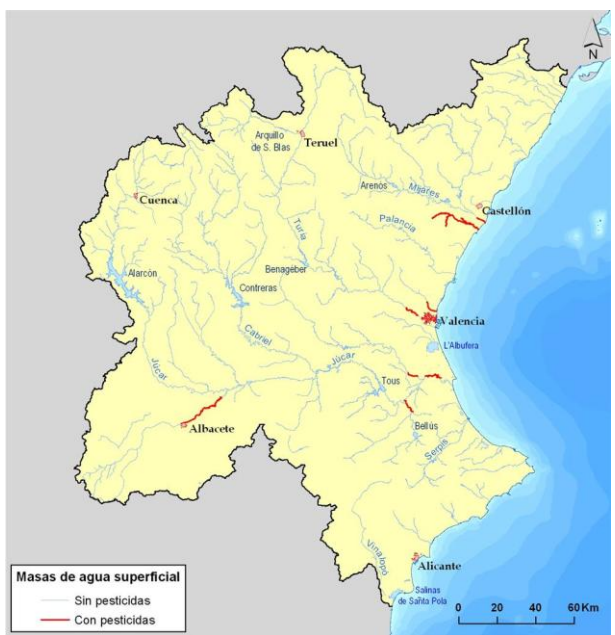 N
Arquillo
de S. Blas
Teruel
Cuenca
Arenós
Mijares
Castellón
Palancia
Turia
Alarcón
Benageber
Contreras
Valencia
L'Albufera
Cabriel
Júcar
Júcar
Tous
Albacete
Bellús
Serpis
Vinalopó
Alicante
Salinas
de Santa Pola
Masas de agua superficial
Sin pesticidas
Con pesticidas
0 20 40 60 Km